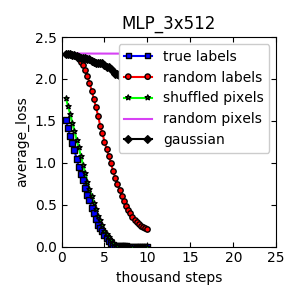 MLP_3x512
2.5
2.0
1.5
1.0
0.5
0.0
average_loss
true labels
random labels
shuffled pixels
random pixels
gaussian
0 5 10 15 20 25
thousand steps